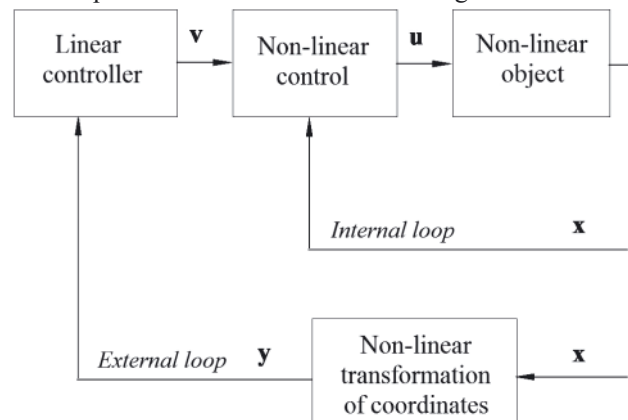 Linear
controller
v
Non-linear
control
u
Non-linear
object
Internal loop
x
External loop
y
Non-linear
transformation
of coordinates
x